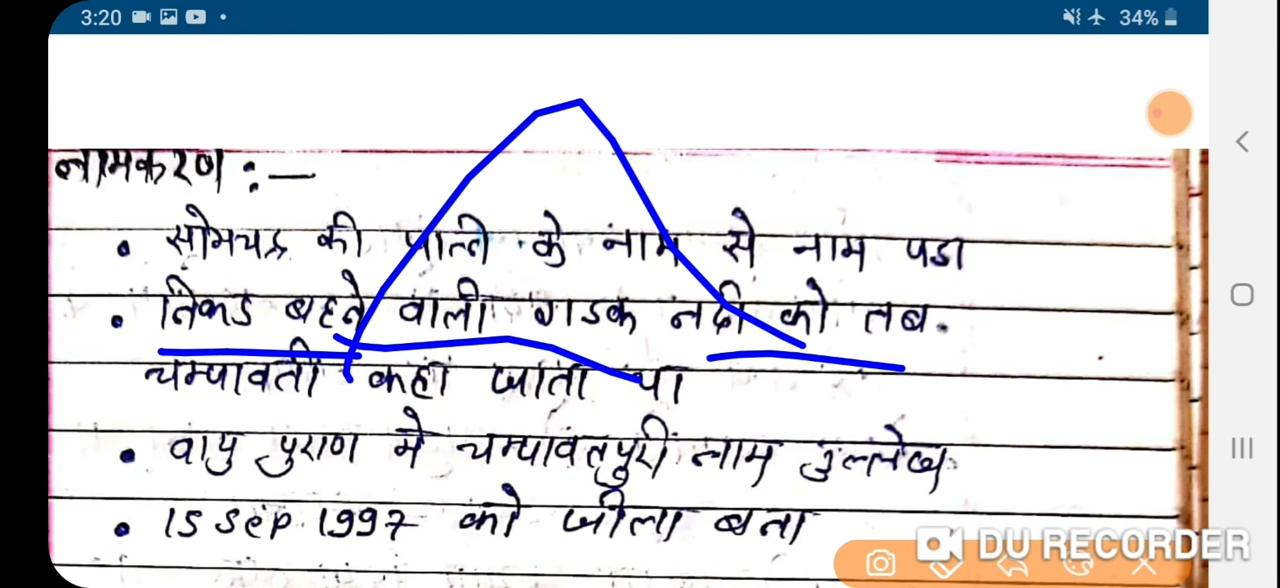 3:20 34%
नामकरण :–
• सोमचन्द्र की पत्नि के नाम से नाम पडा
• निकट बहने वाली गडक नदी को तब.
चम्पावती कहा जाता था
• वायु पुराण मे चम्पावतपुरी नाम उल्लेख
• 15 Sep 1997 को जीला बना
DU RECORDER